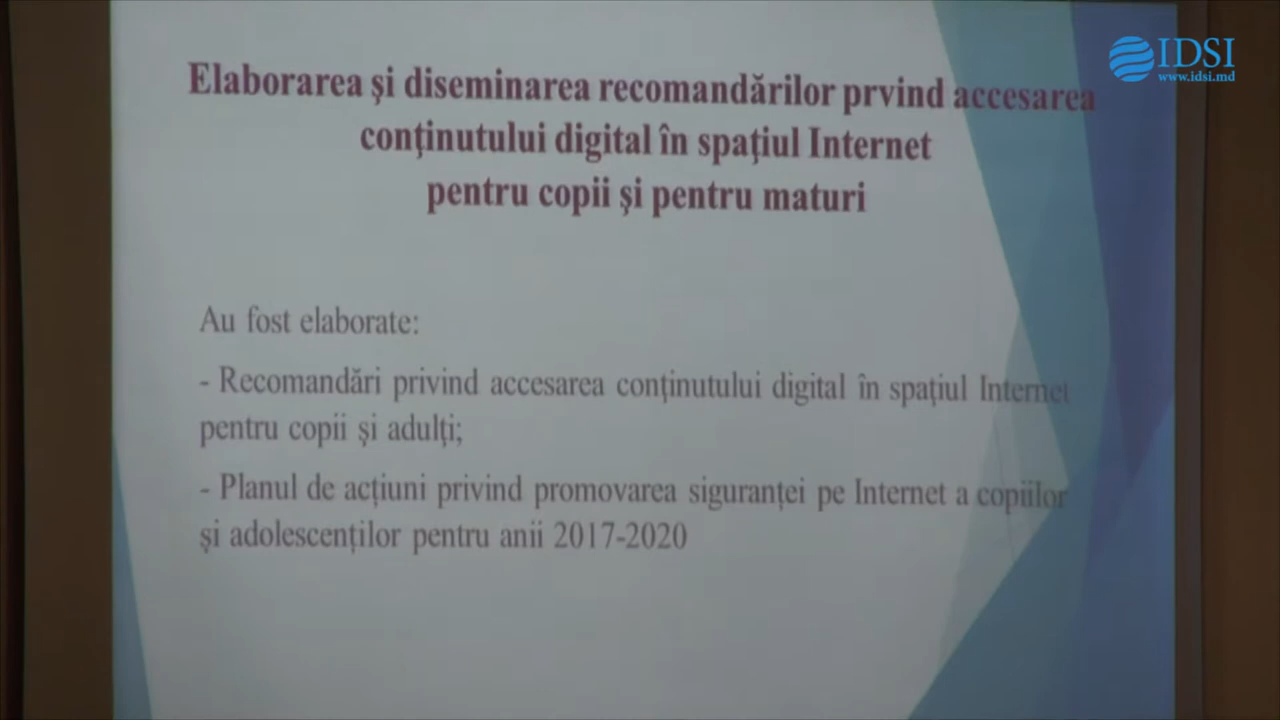 IDSI
www.idsi.md
Elaborarea şi diseminarea recomandărilor prvind accesarea
conţinutului digital în spaţiul Internet
pentru copii şi pentru maturi
Au fost elaborate:
- Recomandări privind accesarea conţinutului digital în spaţiul Internet
pentru copii şi adulţi;
- Planul de acţiuni privind promovarea siguranţei pe Internet a copiilor
şi adolescenţilor pentru anii 2017-2020